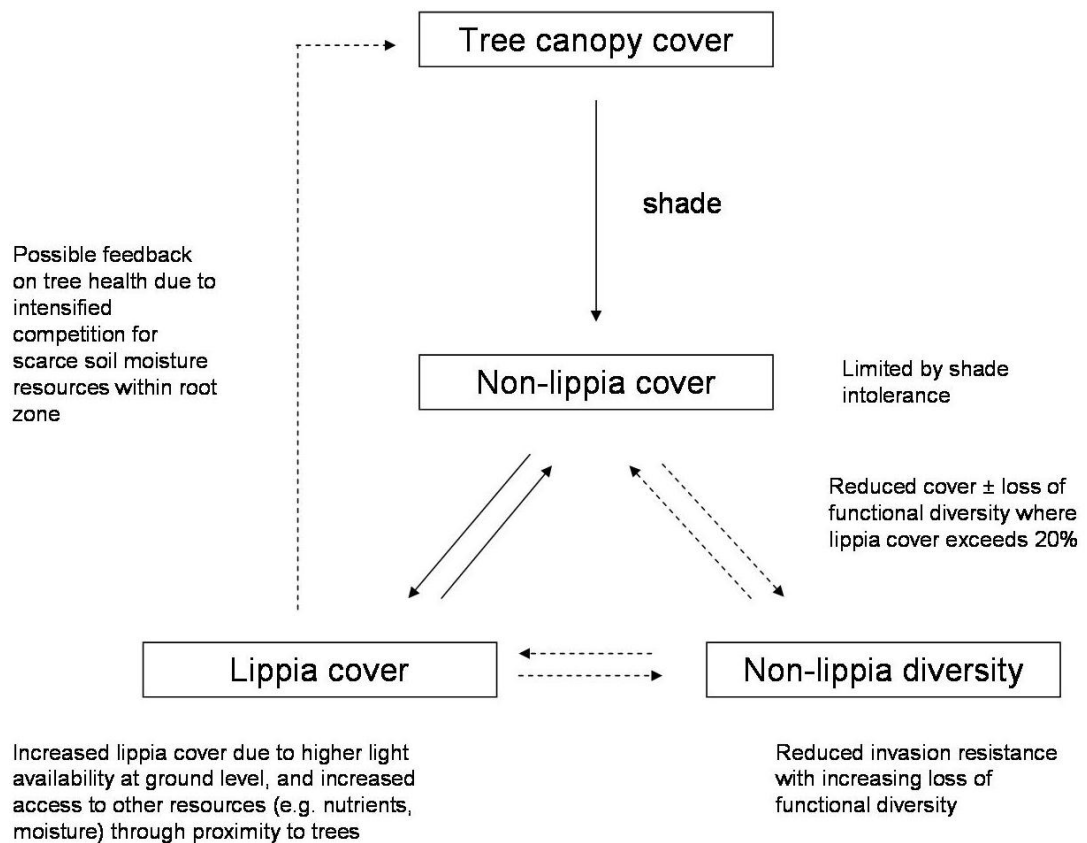 Tree canopy cover
shade
Possible feedback
on tree health due to
intensified
competition for
scarce soil moisture
resources within root
zone
Non-lippia cover
Limited by shade
intolerance
Reduced cover ± loss of
functional diversity where
lippia cover exceeds 20%
Lippia cover
Non-lippia diversity
Increased lippia cover due to higher light
availability at ground level, and increased
access to other resources (e.g. nutrients,
moisture) through proximity to trees
Reduced invasion resistance
with increasing loss of
functional diversity